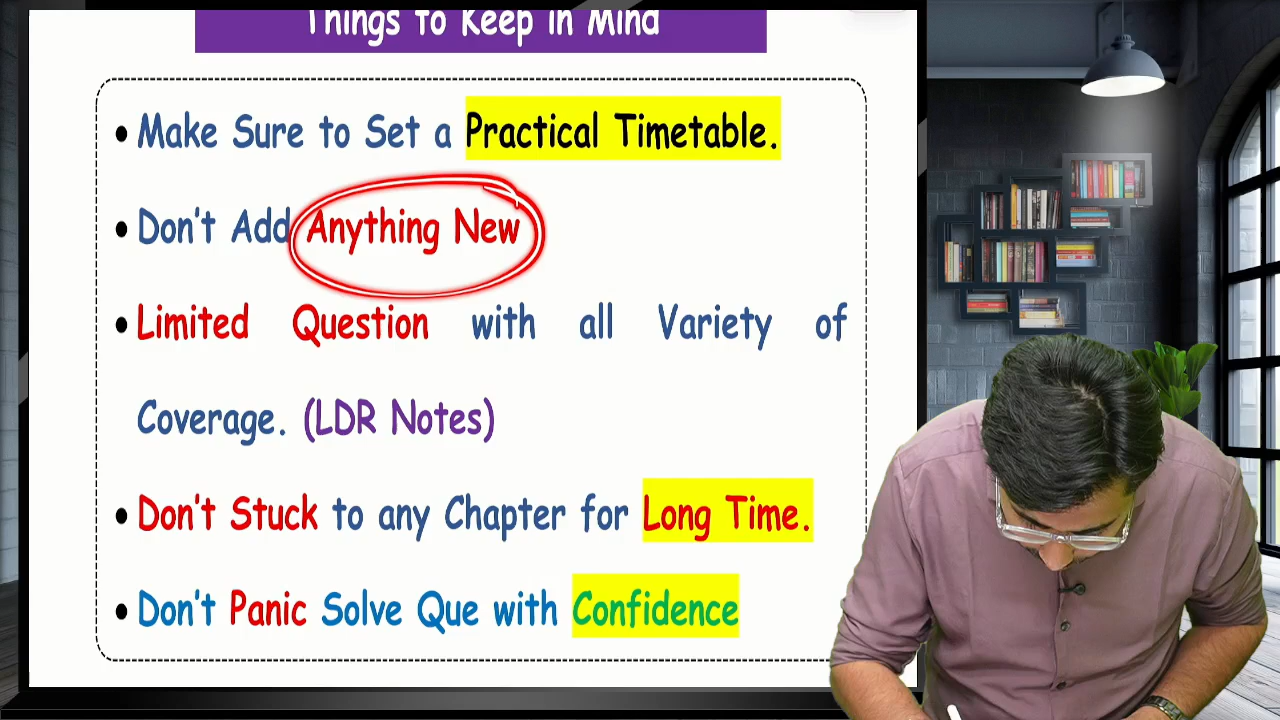 Things to Keep in Mind
• Make Sure to Set a Practical Timetable.
• Don't Add Anything New
• Limited Question with all Variety of
Coverage. (LDR Notes)
• Don't Stuck to any Chapter for Long Time.
• Don't Panic Solve Que with Confidence